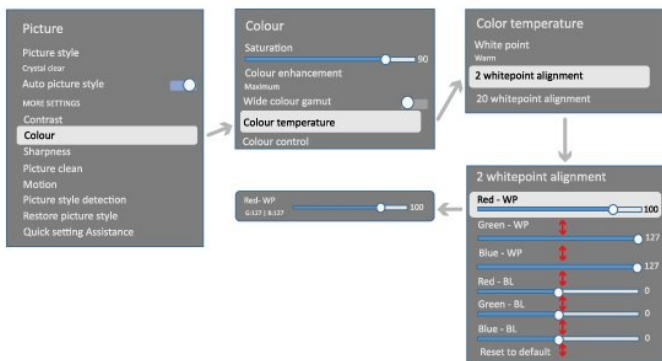 Picture
Picture style
Crystal clear
Auto picture style
MORE SETTINGS
Contrast
Colour
Sharpness
Picture clean
Motion
Picture style detection
Restore picture style
Quick setting Assistance
Colour
Saturation
90
Colour enhancement
Maximum
Wide colour gamut
Colour temperature
Colour control
Color temperature
White point
Warm
2 whitepoint alignment
20 whitepoint alignment
2 whitepoint alignment
Red - WP
100
Green - WP
127
Blue - WP
127
Red - BL
0
Green - BL
0
Blue - BL
0
Reset to default
Red- WP
100
G:127 | B:127